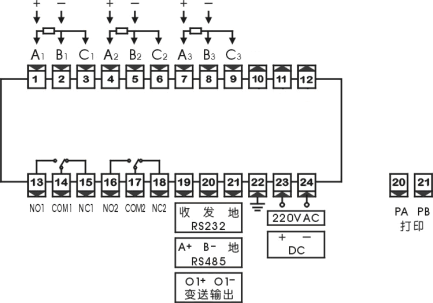 + − + − + −
A1 B1 C1 A2 B2 C2 A3 B3 C3
1 2 3 4 5 6 7 8 9 10 11 12
13 14 15 16 17 18 19 20 21 22 23 24 20 21
NO1 COM1 NC1 NO2 COM2 NC2
收 发 地
RS232
220VAC
PA PB
打印
A+ B− 地
RS485
+ −
DC
O1+ O1−
变送输出